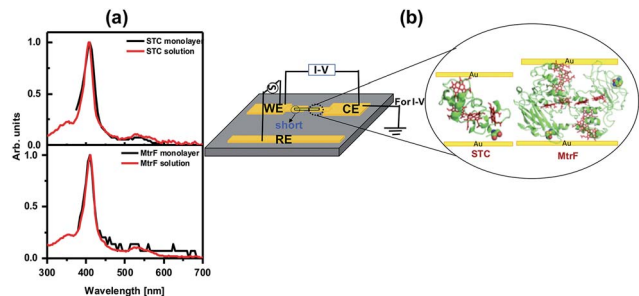 (a)
(b)
STC monolayer
STC solution
1.0
0.5
0.0
MtrF monolayer
MtrF solution
1.0
0.5
0.0
Arb. units
300 400 500 600 700
Wavelength [nm]
I-V
S
WE
CE
For I-V
short
RE
Au
Au
STC
Au
Au
MtrF